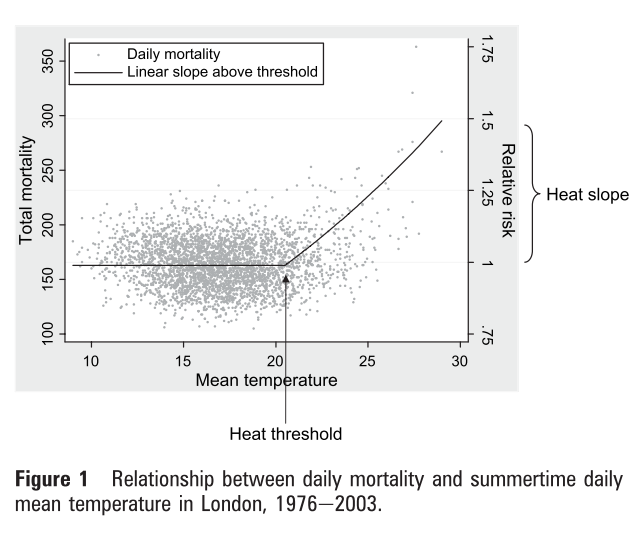 Daily mortality
Linear slope above threshold
Total mortality
350
300
250
200
150
100
1.75
1.5
1.25
1
.75
Relative risk
Heat slope
10 15 20 25 30
Mean temperature
Heat threshold
Figure 1 Relationship between daily mortality and summertime daily
mean temperature in London, 1976–2003.